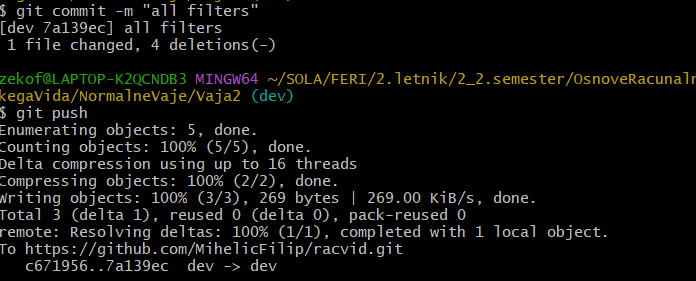 $ git commit -m "all filters"
[dev 7a139ec] all filters
 1 file changed, 4 deletions(-)
zekof@LAPTOP-K2QCNDB3 MINGW64 ~/SOLA/FERI/2.letnik/2_2.semester/OsnoveRacunaln
kegaVida/NormalneVaje/Vaja2 (dev)
$ git push
Enumerating objects: 5, done.
Counting objects: 100% (5/5), done.
Delta compression using up to 16 threads
Compressing objects: 100% (2/2), done.
Writing objects: 100% (3/3), 269 bytes | 269.00 KiB/s, done.
Total 3 (delta 1), reused 0 (delta 0), pack-reused 0
remote: Resolving deltas: 100% (1/1), completed with 1 local object.
To https://github.com/MihelicFilip/racvid.git
   c671956..7a139ec  dev -> dev